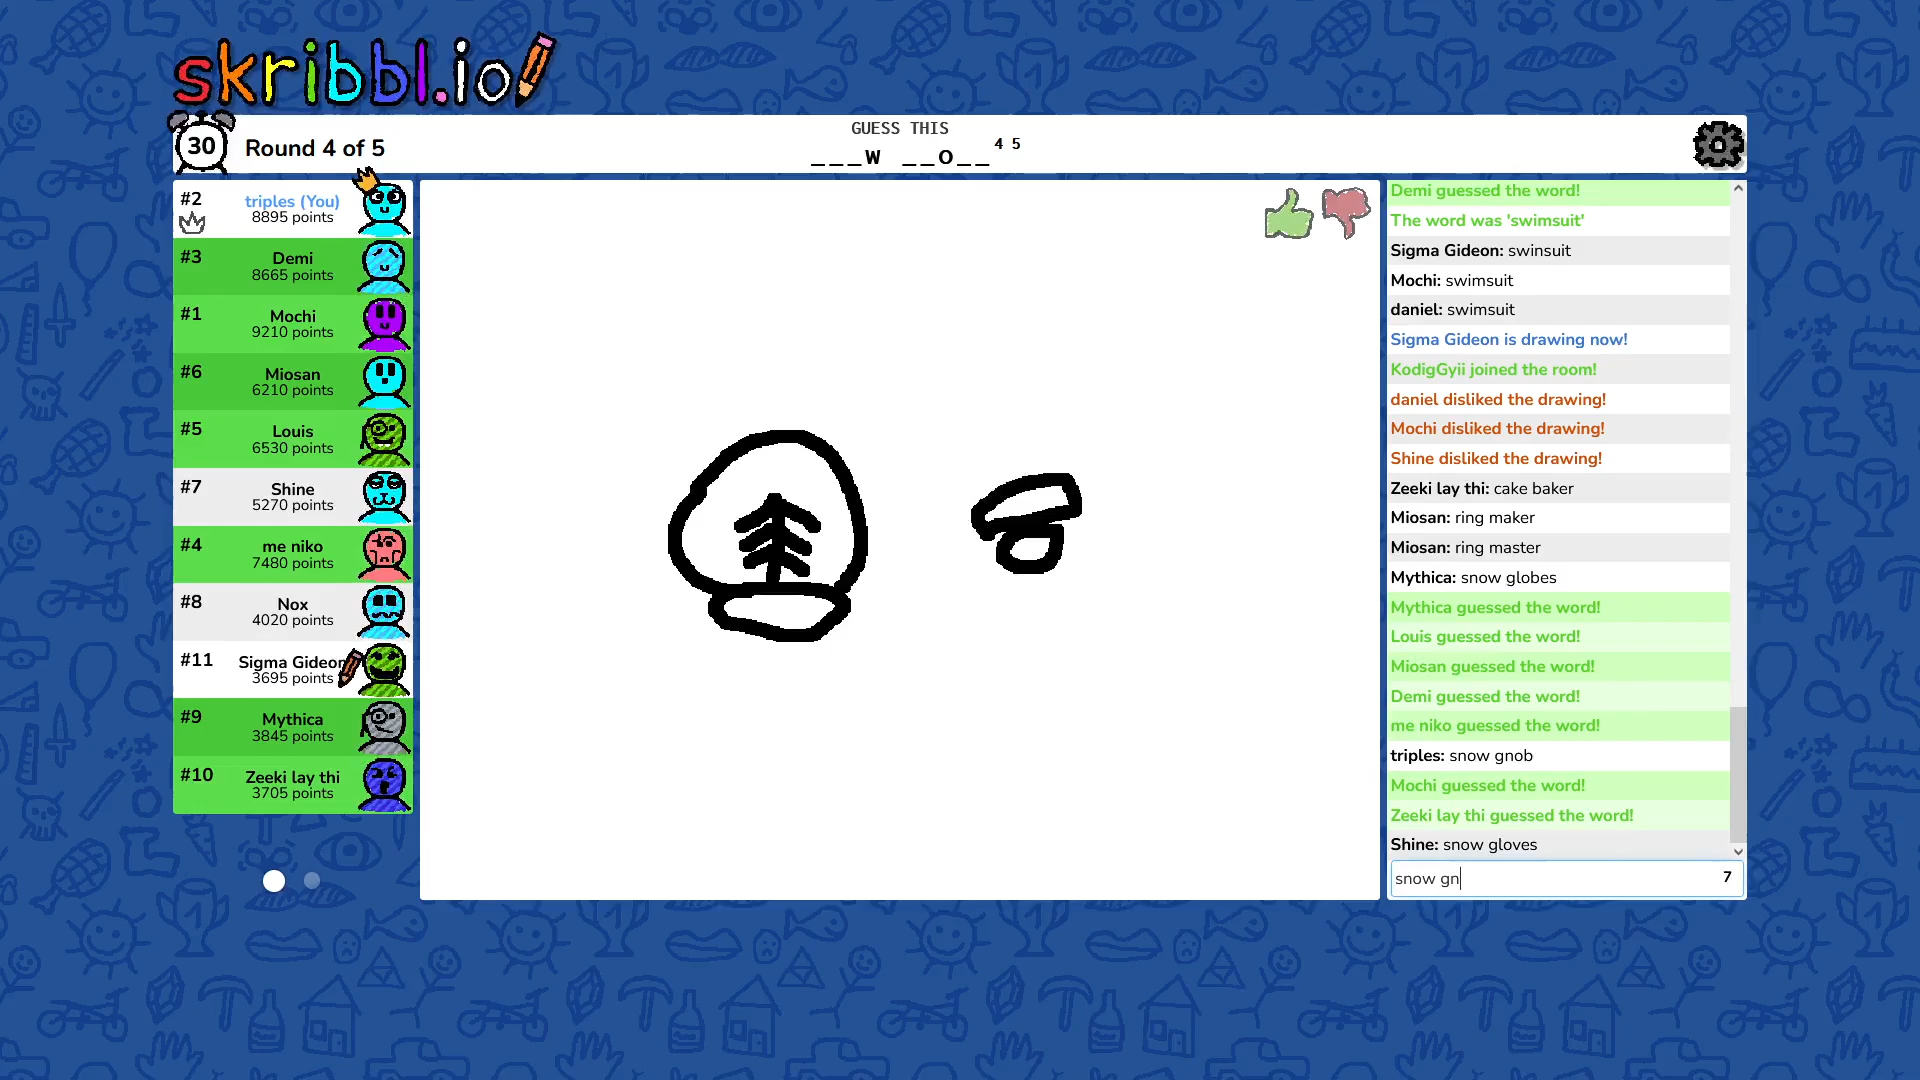 skribbl.io
30
Round 4 of 5
GUESS THIS
___W __O__ 4 5
#2
triples (You)
8895 points
#3
Demi
8665 points
#1
Mochi
9210 points
#6
Miosan
6210 points
#5
Louis
6530 points
#7
Shine
5270 points
#4
me niko
7480 points
#8
Nox
4020 points
#11
Sigma Gideon
3695 points
#9
Mythica
3845 points
#10
Zeeki lay thi
3705 points
Demi guessed the word!
The word was 'swimsuit'
Sigma Gideon: swinsuit
Mochi: swimsuit
daniel: swimsuit
Sigma Gideon is drawing now!
KodigGyii joined the room!
daniel disliked the drawing!
Mochi disliked the drawing!
Shine disliked the drawing!
Zeeki lay thi: cake baker
Miosan: ring maker
Miosan: ring master
Mythica: snow globes
Mythica guessed the word!
Louis guessed the word!
Miosan guessed the word!
Demi guessed the word!
me niko guessed the word!
triples: snow gnob
Mochi guessed the word!
Zeeki lay thi guessed the word!
Shine: snow gloves
snow gn 7